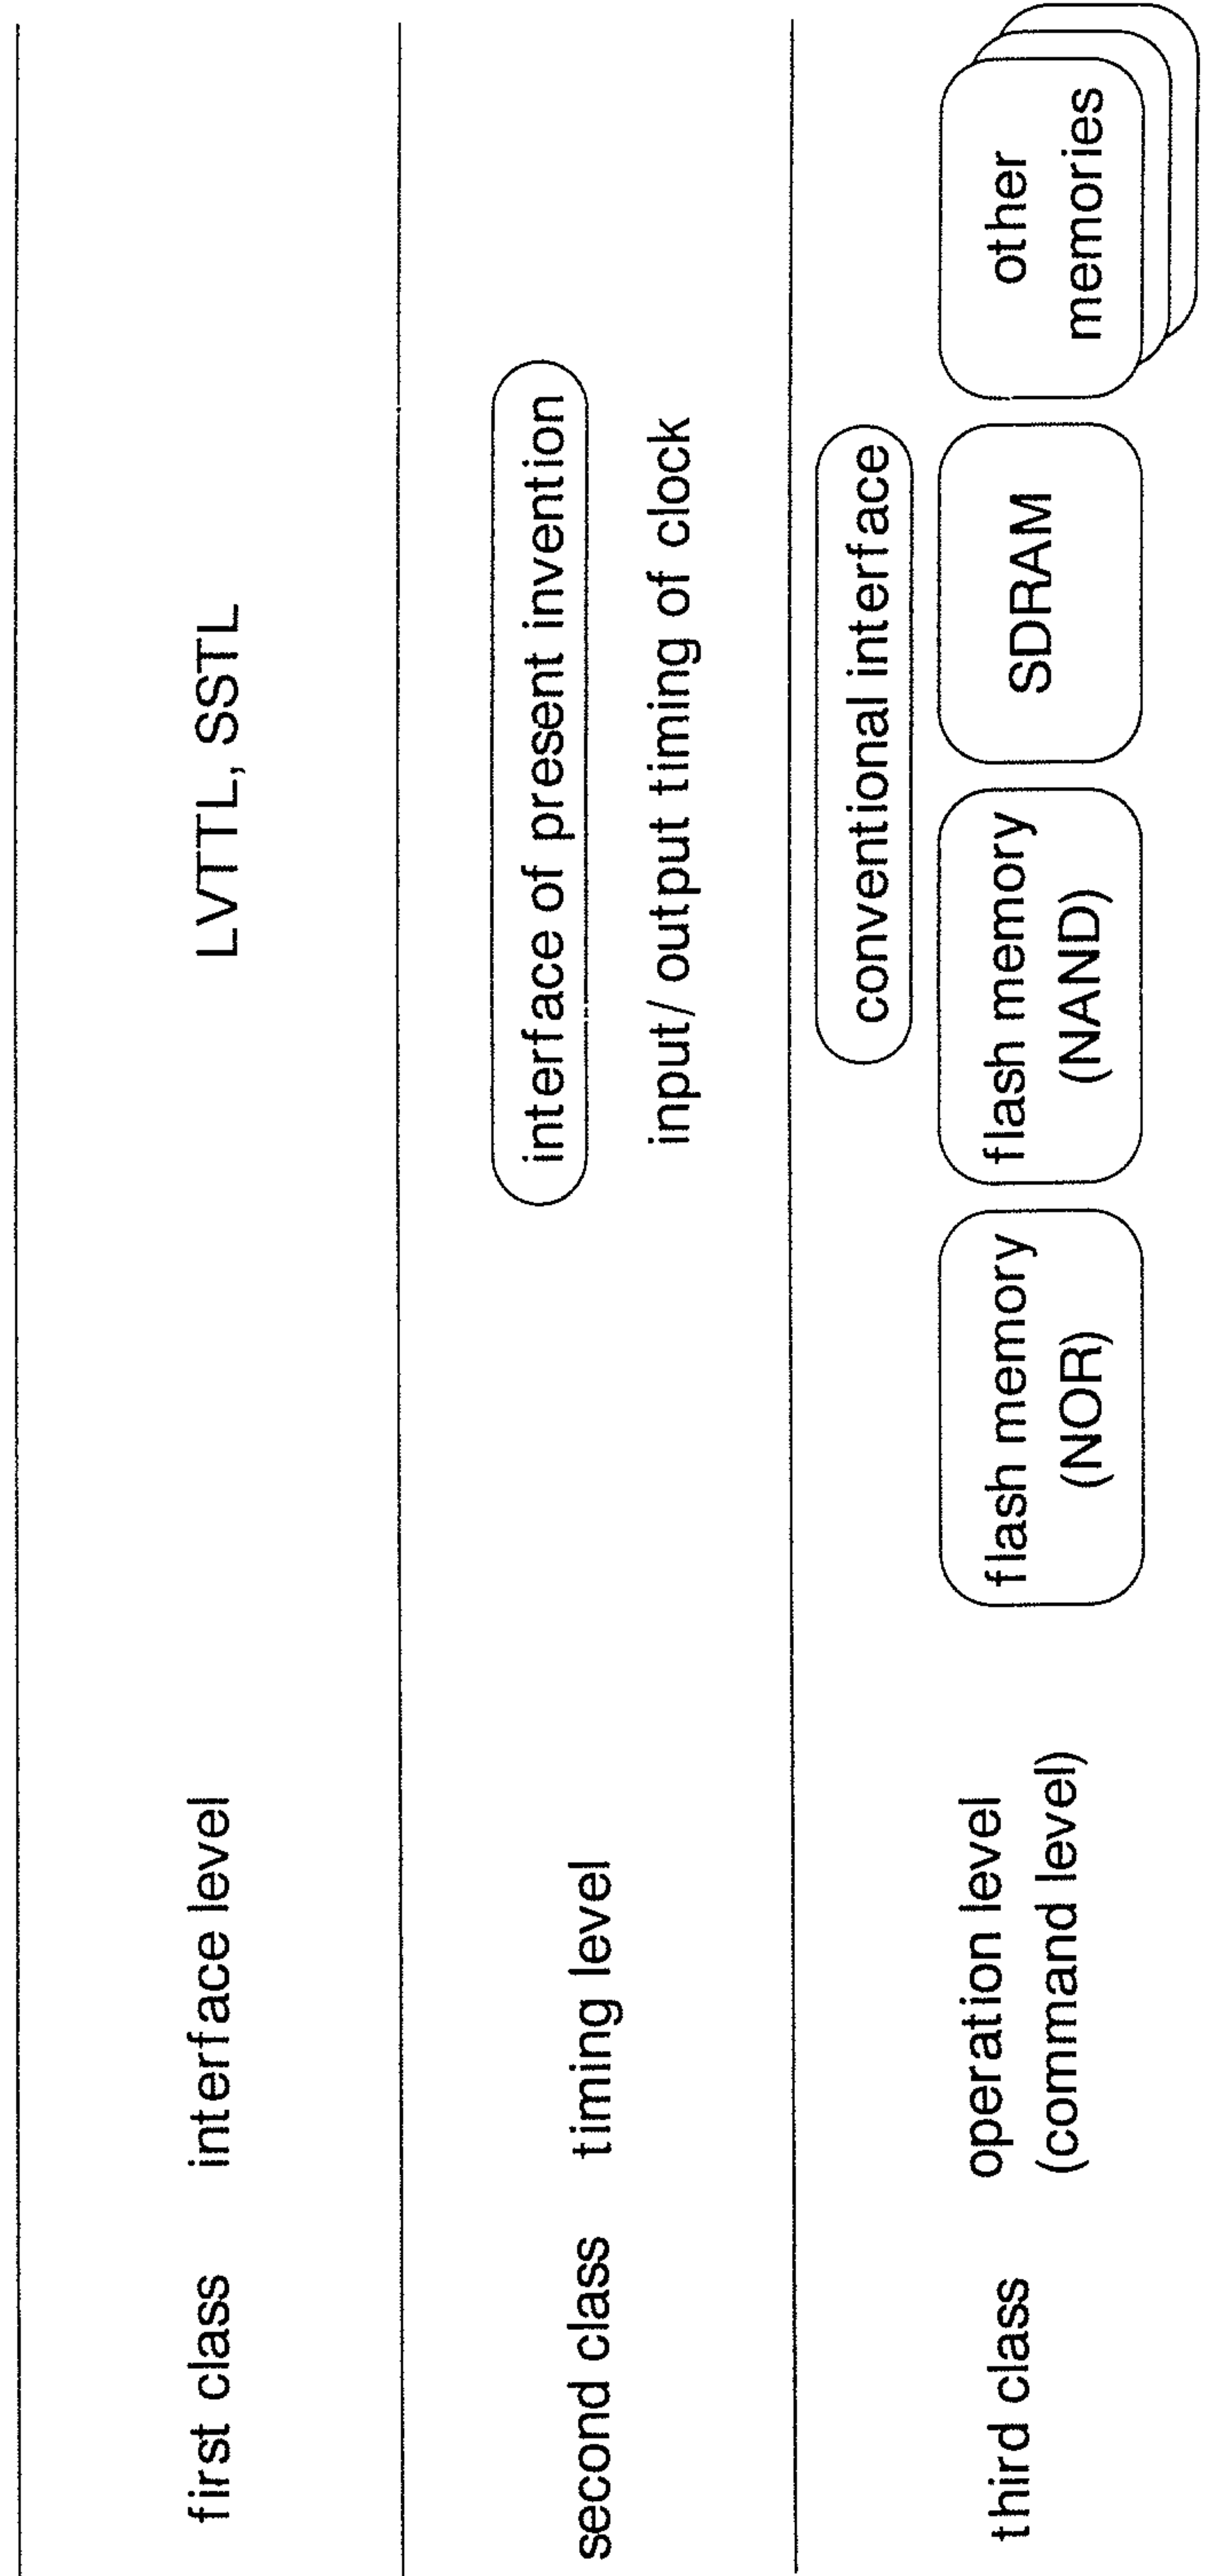 first class
interface level
LVTTL, SSTL
second class
timing level
interface of present invention
input/ output timing of clock
third class
operation level
(command level)
conventional interface
flash memory
(NOR)
flash memory
(NAND)
SDRAM
other
memories